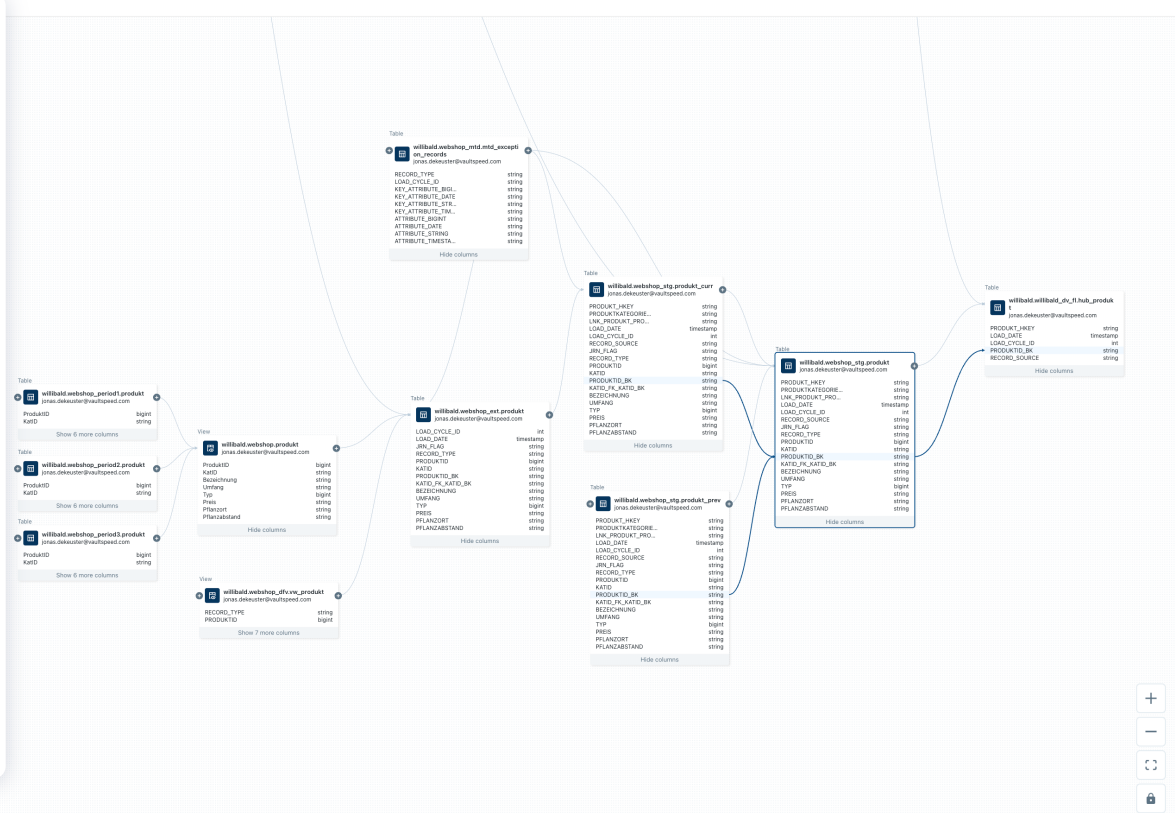 Table
willibald.webshop_mtd.mtd_excepti
on_records
jonas.dekeuster@vaultspeed.com
RECORD_TYPE string
LOAD_CYCLE_ID string
KEY_ATTRIBUTE_BIGI... string
KEY_ATTRIBUTE_DATE string
KEY_ATTRIBUTE_STR... string
KEY_ATTRIBUTE_TIM... string
ATTRIBUTE_BIGINT string
ATTRIBUTE_DATE string
ATTRIBUTE_STRING string
ATTRIBUTE_TIMESTA... string
Hide columns
Table
willibald.webshop_period1.produkt
jonas.dekeuster@vaultspeed.com
ProduktID bigint
KatID string
Show 6 more columns
Table
willibald.webshop_period2.produkt
jonas.dekeuster@vaultspeed.com
ProduktID bigint
KatID string
Show 6 more columns
Table
willibald.webshop_period3.produkt
jonas.dekeuster@vaultspeed.com
ProduktID bigint
KatID string
Show 6 more columns
View
willibald.webshop.produkt
jonas.dekeuster@vaultspeed.com
ProduktID bigint
KatID string
Bezeichnung string
Umfang string
Typ bigint
Preis string
Pflanzort string
Pflanzabstand string
Hide columns
View
willibald.webshop_dfv.vw_produkt
jonas.dekeuster@vaultspeed.com
RECORD_TYPE string
PRODUKTID bigint
Show 7 more columns
Table
willibald.webshop_ext.produkt
jonas.dekeuster@vaultspeed.com
LOAD_CYCLE_ID int
LOAD_DATE timestamp
JRN_FLAG string
RECORD_TYPE string
PRODUKTID bigint
KATID string
PRODUKTID_BK string
KATID_FK_KATID_BK string
BEZEICHNUNG string
UMFANG string
TYP bigint
PREIS string
PFLANZORT string
PFLANZABSTAND string
Hide columns
Table
willibald.webshop_stg.produkt_curr
jonas.dekeuster@vaultspeed.com
PRODUKT_HKEY string
PRODUKTKATEGORIE... string
LNK_PRODUKT_PRO... string
LOAD_DATE timestamp
LOAD_CYCLE_ID int
RECORD_SOURCE string
JRN_FLAG string
RECORD_TYPE string
PRODUKTID bigint
KATID string
PRODUKTID_BK string
KATID_FK_KATID_BK string
BEZEICHNUNG string
UMFANG string
TYP bigint
PREIS string
PFLANZORT string
PFLANZABSTAND string
Hide columns
Table
willibald.webshop_stg.produkt_prev
jonas.dekeuster@vaultspeed.com
PRODUKT_HKEY string
PRODUKTKATEGORIE... string
LNK_PRODUKT_PRO... string
LOAD_DATE timestamp
LOAD_CYCLE_ID int
RECORD_SOURCE string
JRN_FLAG string
RECORD_TYPE string
PRODUKTID bigint
KATID string
PRODUKTID_BK string
KATID_FK_KATID_BK string
BEZEICHNUNG string
UMFANG string
TYP bigint
PREIS string
PFLANZORT string
PFLANZABSTAND string
Hide columns
Table
willibald.webshop_stg.produkt
jonas.dekeuster@vaultspeed.com
PRODUKT_HKEY string
PRODUKTKATEGORIE... string
LNK_PRODUKT_PRO... string
LOAD_DATE timestamp
LOAD_CYCLE_ID int
RECORD_SOURCE string
JRN_FLAG string
RECORD_TYPE string
PRODUKTID bigint
KATID string
PRODUKTID_BK string
KATID_FK_KATID_BK string
BEZEICHNUNG string
UMFANG string
TYP bigint
PREIS string
PFLANZORT string
PFLANZABSTAND string
Hide columns
Table
willibald.willibald_dv_fl.hub_produk
t
jonas.dekeuster@vaultspeed.com
PRODUKT_HKEY string
LOAD_DATE timestamp
LOAD_CYCLE_ID int
PRODUKTID_BK string
RECORD_SOURCE string
Hide columns